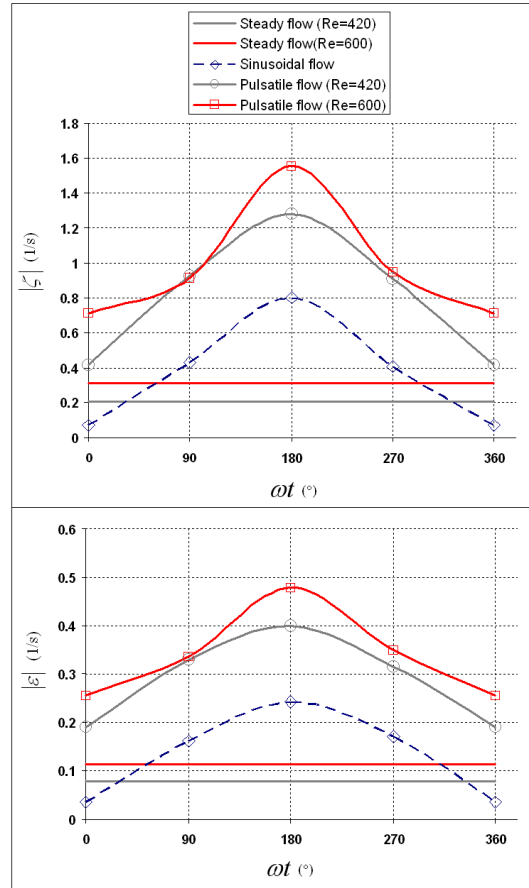 Steady flow (Re=420)
Steady flow(Re=600)
Sinusoidal flow
Pulsatile flow (Re=420)
Pulsatile flow (Re=600)
1.8
1.6
1.4
1.2
1
0.8
0.6
0.4
0.2
0
|ζ| (1/s)
0 90 180 270 360
ωt (°)
0.6
0.5
0.4
0.3
0.2
0.1
0
|ε| (1/s)
0 90 180 270 360
ωt (°)